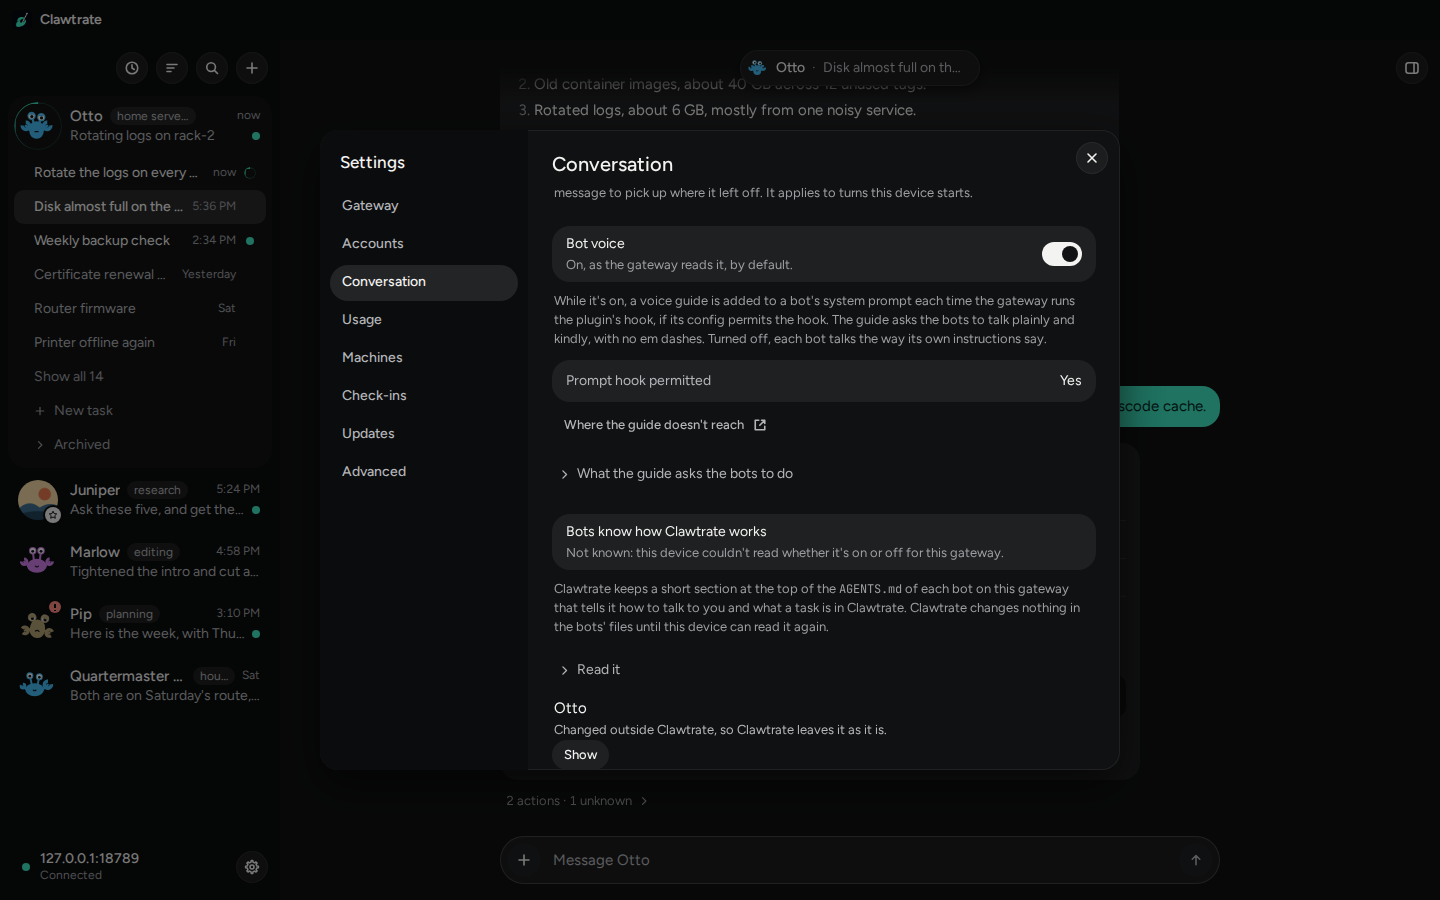 Clawtrate
Otto
home serve...
now
Rotating logs on rack-2
Rotate the logs on every ...
now
Disk almost full on the ...
5:36 PM
Weekly backup check
2:34 PM
Certificate renewal ...
Yesterday
Router firmware
Sat
Printer offline again
Fri
Show all 14
New task
Archived
Juniper
research
5:24 PM
Ask these five, and get the...
Marlow
editing
4:58 PM
Tightened the intro and cut a...
Pip
planning
3:10 PM
Here is the week, with Thu...
Quartermaster ...
hou...
Sat
Both are on Saturday's route,...
127.0.0.1:18789
Connected
Otto · Disk almost full on th...
2. Old container images, about 40 GB across 12 unused tags.
3. Rotated logs, about 6 GB, mostly from one noisy service.
scode cache.
Settings
Gateway
Accounts
Conversation
Usage
Machines
Check-ins
Updates
Advanced
Conversation
message to pick up where it left off. It applies to turns this device starts.
Bot voice
On, as the gateway reads it, by default.
While it's on, a voice guide is added to a bot's system prompt each time the gateway runs
the plugin's hook, if its config permits the hook. The guide asks the bots to talk plainly and
kindly, with no em dashes. Turned off, each bot talks the way its own instructions say.
Prompt hook permitted
Yes
Where the guide doesn't reach
What the guide asks the bots to do
Bots know how Clawtrate works
Not known: this device couldn't read whether it's on or off for this gateway.
Clawtrate keeps a short section at the top of the AGENTS.md of each bot on this gateway
that tells it how to talk to you and what a task is in Clawtrate. Clawtrate changes nothing in
the bots' files until this device can read it again.
Read it
Otto
Changed outside Clawtrate, so Clawtrate leaves it as it is.
Show
2 actions · 1 unknown
Message Otto